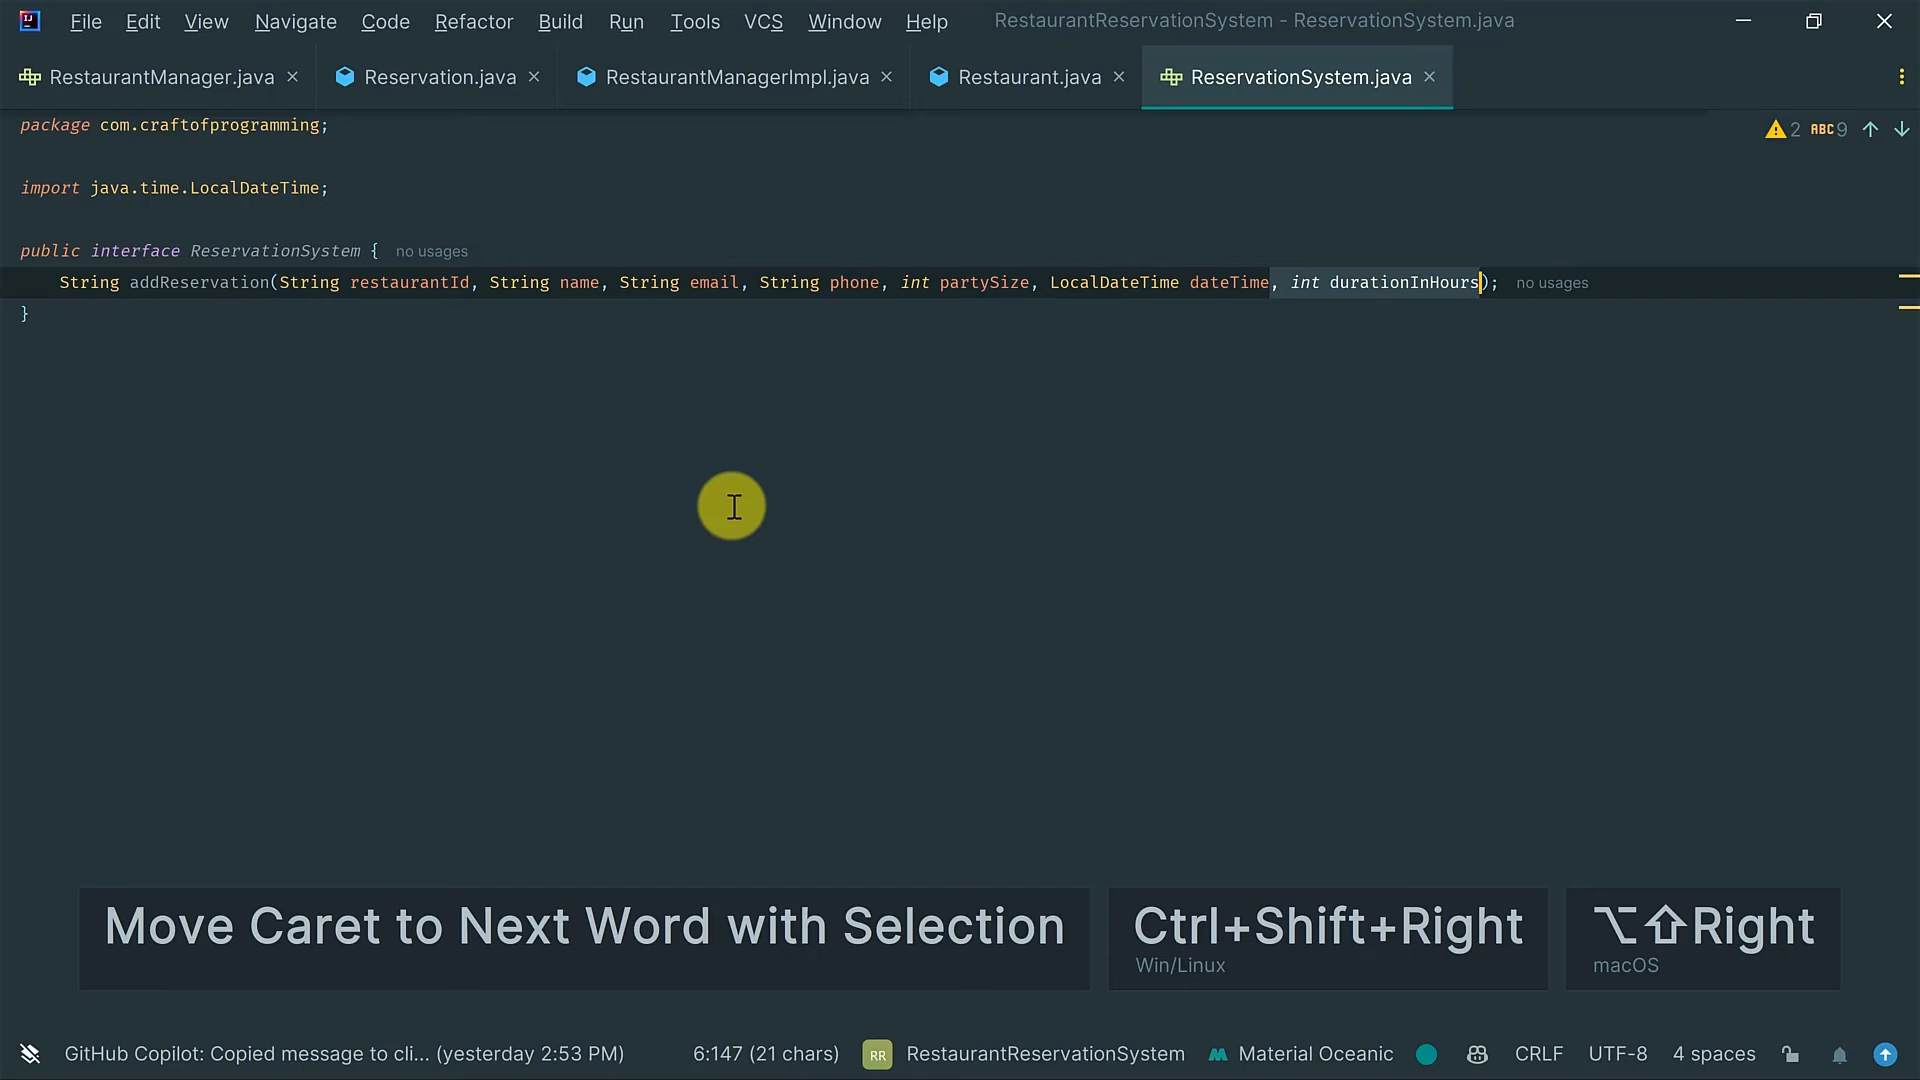 File Edit View Navigate Code Refactor Build Run Tools VCS Window Help RestaurantReservationSystem - ReservationSystem.java
RestaurantManager.java Reservation.java RestaurantManagerImpl.java Restaurant.java ReservationSystem.java
package com.craftofprogramming;
2 ABC 9
import java.time.LocalDateTime;
public interface ReservationSystem { no usages
String addReservation(String restaurantId, String name, String email, String phone, int partySize, LocalDateTime dateTime, int durationInHours); no usages
}
Move Caret to Next Word with Selection
Ctrl+Shift+Right
Win/Linux
⌥⇧Right
macOS
GitHub Copilot: Copied message to cli... (yesterday 2:53 PM) 6:147 (21 chars) RR RestaurantReservationSystem Material Oceanic CRLF UTF-8 4 spaces